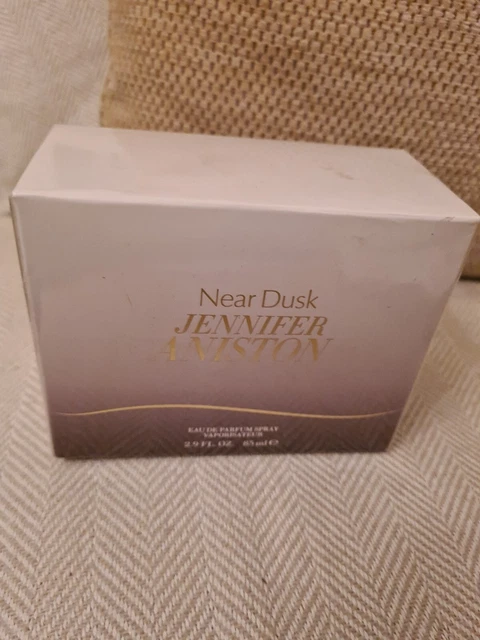 Near Dusk
JENNIFER
ANISTON
EAU DE PARFUM SPRAY
VAPORISATEUR
2.9 FL. OZ. 85 ml ℮